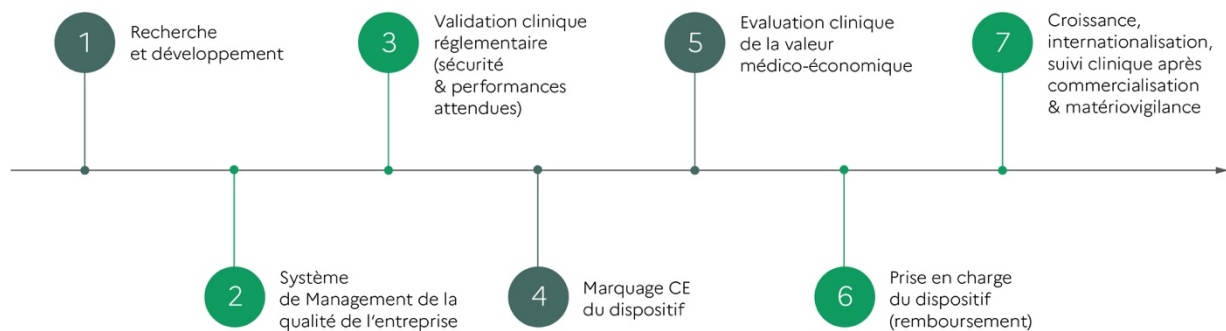 1
Recherche
et développement
2
Système
de Management de la
qualité de l'entreprise
3
Validation clinique
réglementaire
(sécurité
& performances
attendues)
4
Marquage CE
du dispositif
5
Evaluation clinique
de la valeur
médico-économique
6
Prise en charge
du dispositif
(remboursement)
7
Croissance,
internationalisation,
suivi clinique après
commercialisation
& matériovigilance